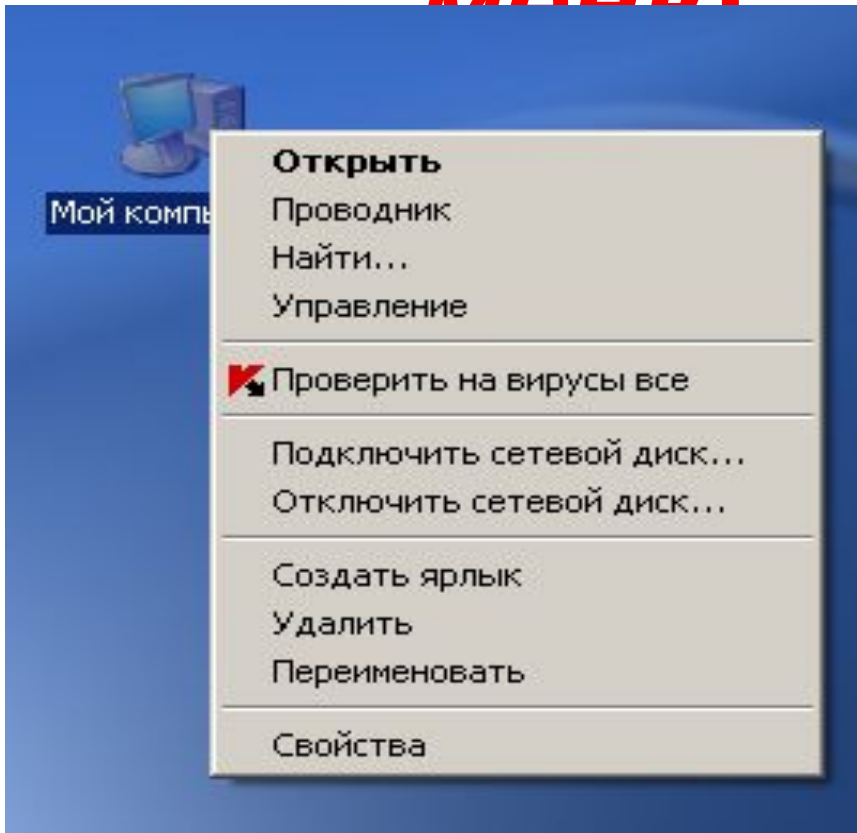 Мой компь
Открыть
Проводник
Найти...
Управление
Проверить на вирусы все
Подключить сетевой диск...
Отключить сетевой диск...
Создать ярлык
Удалить
Переименовать
Свойства